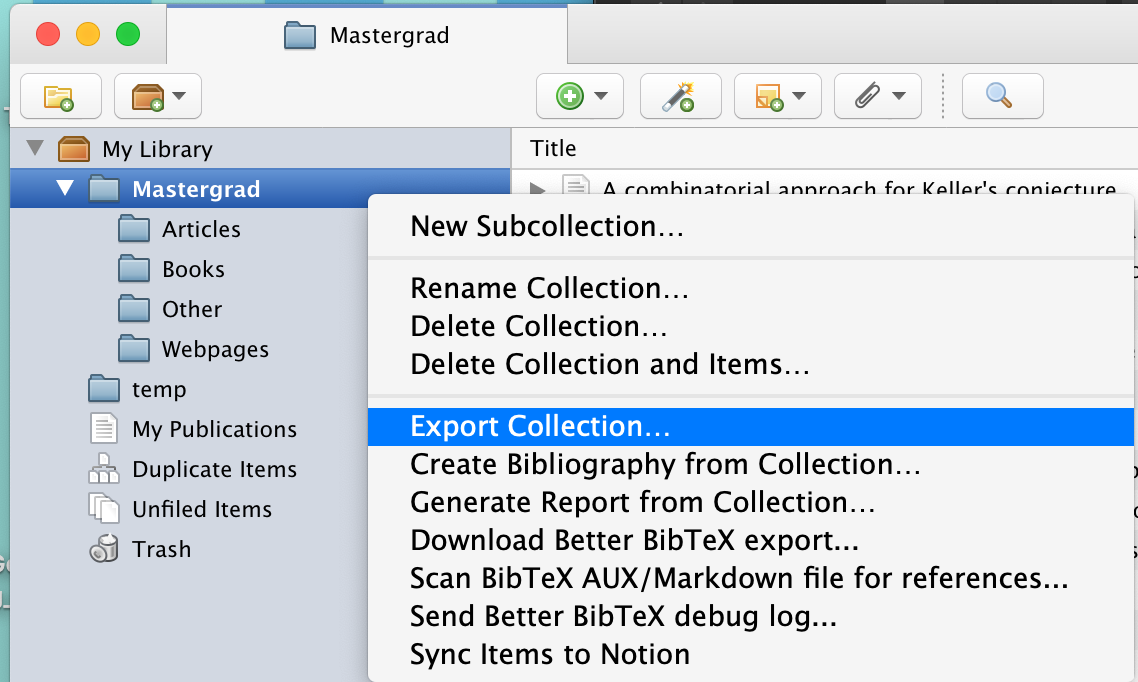 Mastergrad
My Library
Title
Mastergrad
A combinatorial approach for Keller's conjecture
Articles
Books
Other
Webpages
temp
My Publications
Duplicate Items
Unfiled Items
Trash
New Subcollection...
Rename Collection...
Delete Collection...
Delete Collection and Items...
Export Collection...
Create Bibliography from Collection...
Generate Report from Collection...
Download Better BibTeX export...
Scan BibTeX AUX/Markdown file for references...
Send Better BibTeX debug log...
Sync Items to Notion